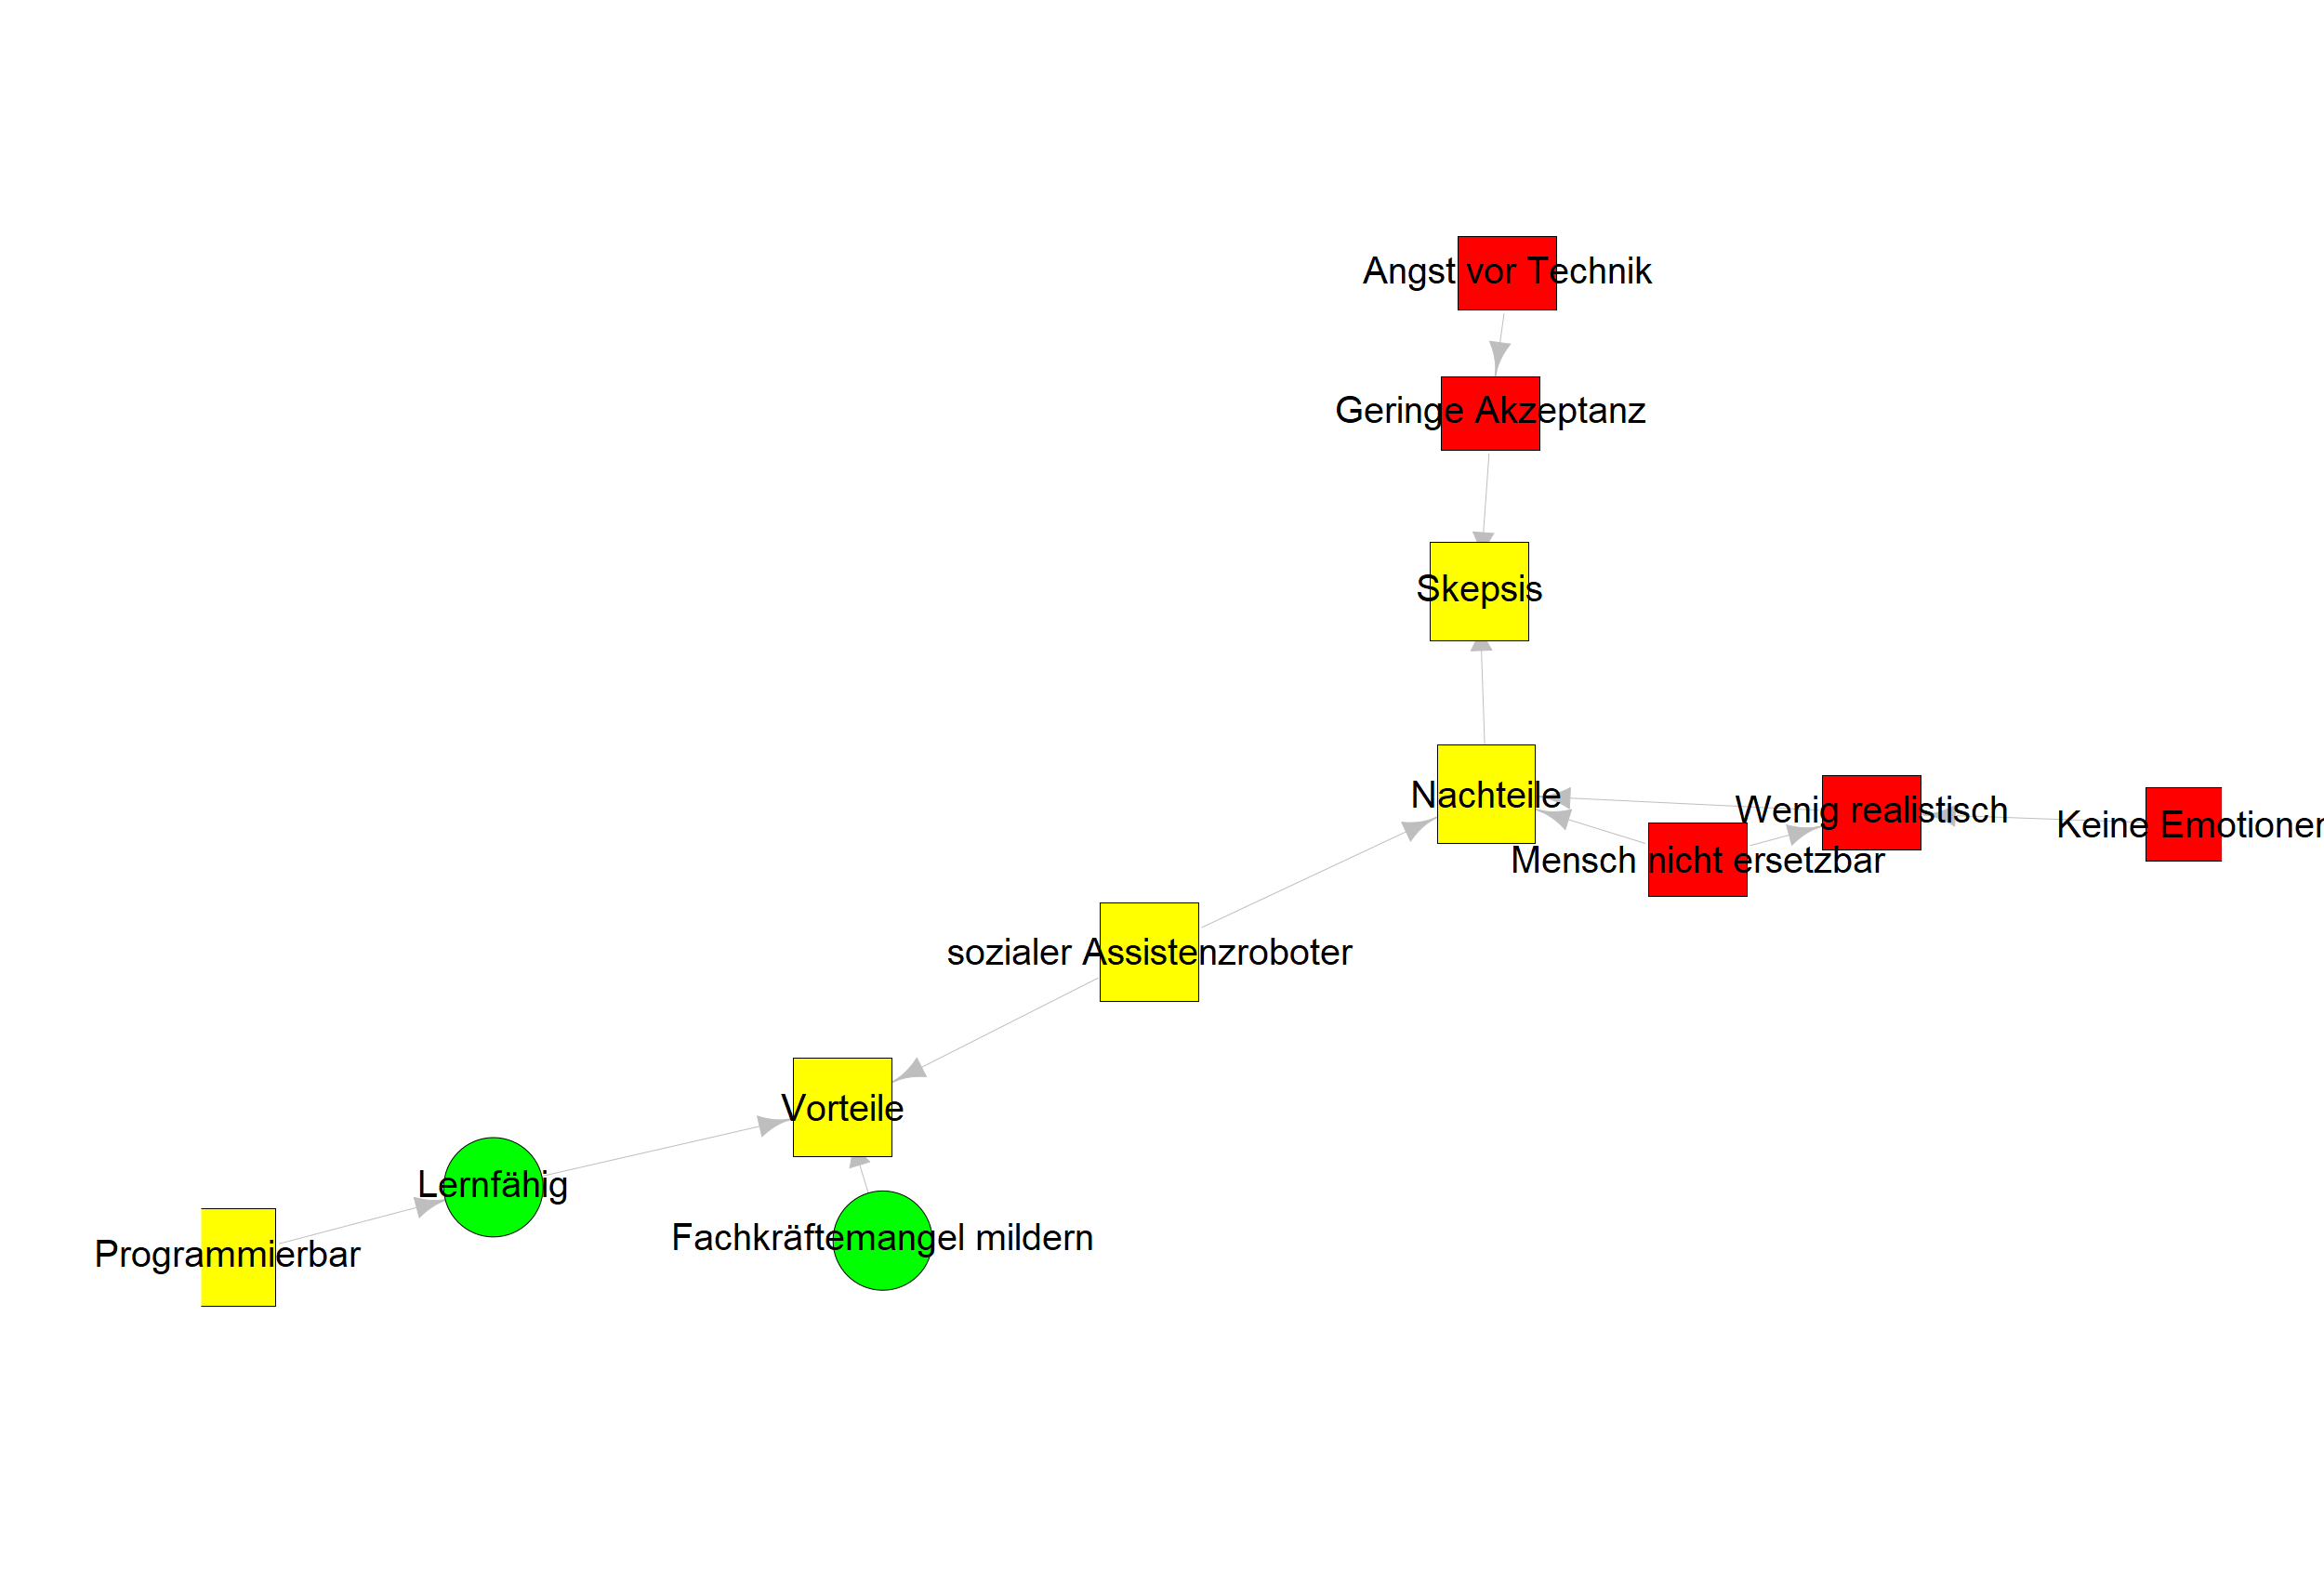 Angst vor Technik
Geringe Akzeptanz
Skepsis
Nachteile
Wenig realistisch
Keine Emotionen
Mensch nicht ersetzbar
sozialer Assistenzroboter
Vorteile
Lernfähig
Fachkräftemangel mildern
Programmierbar